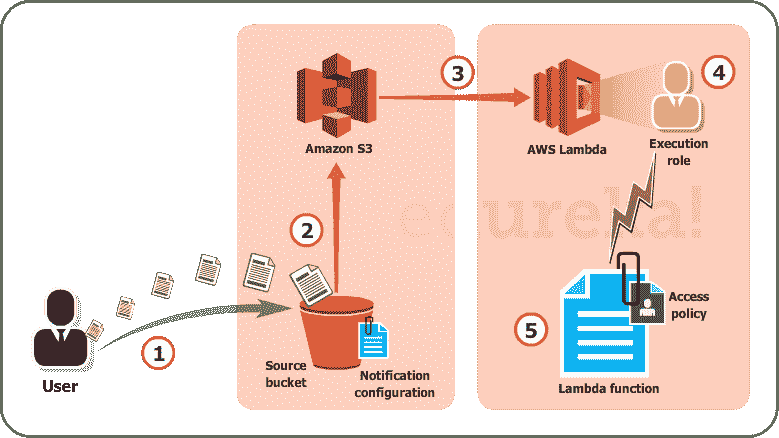 3
4
Amazon S3
AWS Lambda
Execution
role
2
edureka!
Access
policy
5
1
Source
bucket
Notification
configuration
User
Lambda function